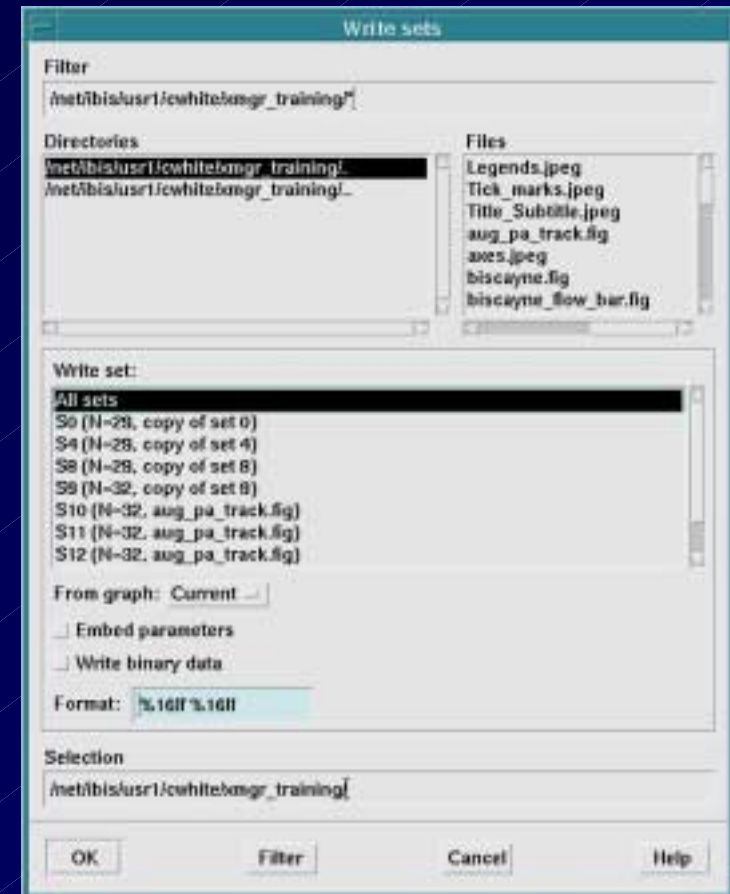 Write sets
Filter
/net/ibis/usr1/cwhite/xmgr_training/*
Directories
/net/ibis/usr1/cwhite/xmgr_training/.
/net/ibis/usr1/cwhite/xmgr_training/..
Files
Legends.jpeg
Tick_marks.jpeg
Title_Subtitle.jpeg
aug_pa_track.fig
axes.jpeg
biscayne.fig
biscayne_flow_bar.fig
Write set:
All sets
S0 (N=29, copy of set 0)
S4 (N=29, copy of set 4)
S8 (N=29, copy of set 8)
S9 (N=32, copy of set 9)
S10 (N=32, aug_pa_track.fig)
S11 (N=32, aug_pa_track.fig)
S12 (N=32, aug_pa_track.fig)
From graph: Current
Embed parameters
Write binary data
Format: %.16lf %.16lf
Selection
/net/ibis/usr1/cwhite/xmgr_training/
OK Filter Cancel Help